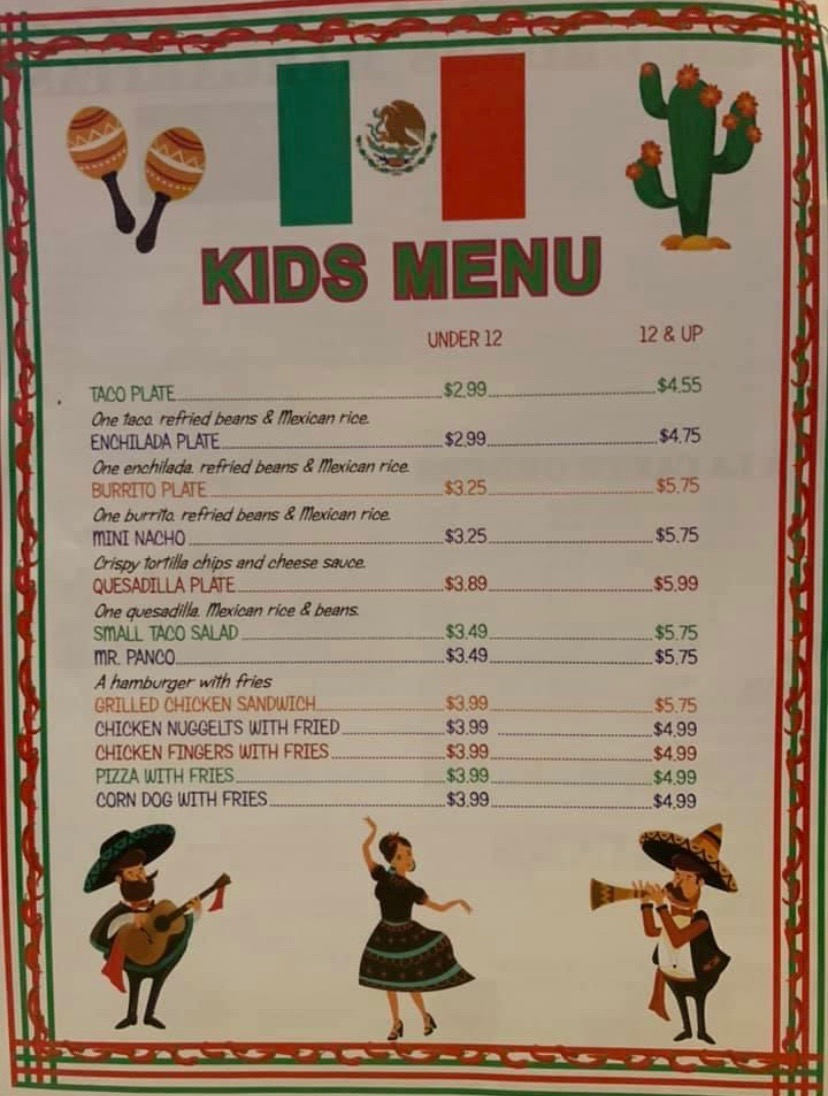 KIDS MENU
UNDER 12 12 & UP
TACO PLATE $2.99 $4.55
One taco. refried beans & Mexican rice.
ENCHILADA PLATE $2.99 $4.75
One enchilada. refried beans & Mexican rice.
BURRITO PLATE $3.25 $5.75
One burrito. refried beans & Mexican rice.
MINI NACHO $3.25 $5.75
Crispy tortilla chips and cheese sauce.
QUESADILLA PLATE $3.89 $5.99
One quesadilla. Mexican rice & beans.
SMALL TACO SALAD $3.49 $5.75
MR. PANCO $3.49 $5.75
A hamburger with fries
GRILLED CHICKEN SANDWICH $3.99 $5.75
CHICKEN NUGGELTS WITH FRIED $3.99 $4.99
CHICKEN FINGERS WITH FRIES $3.99 $4.99
PIZZA WITH FRIES $3.99 $4.99
CORN DOG WITH FRIES $3.99 $4.99